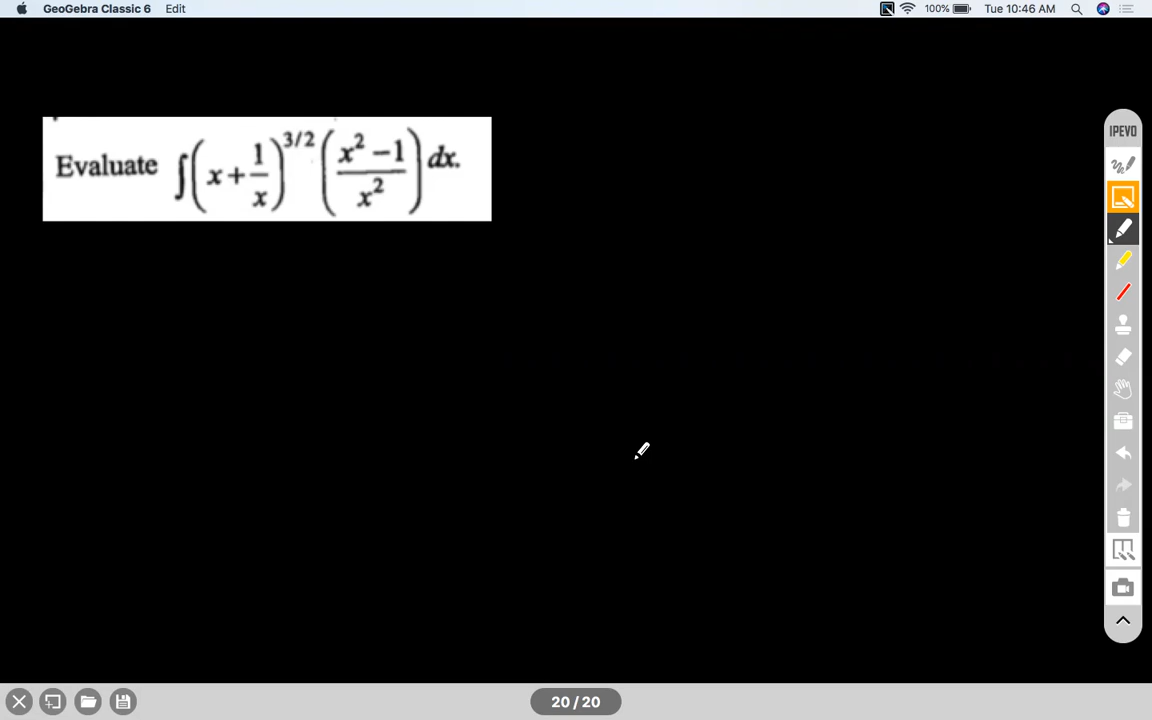 GeoGebra Classic 6 Edit 100% Tue 10:46 AM
Evaluate ∫(x+1/x)^3/2 ((x²−1)/x²) dx.
IPEVO
20 / 20